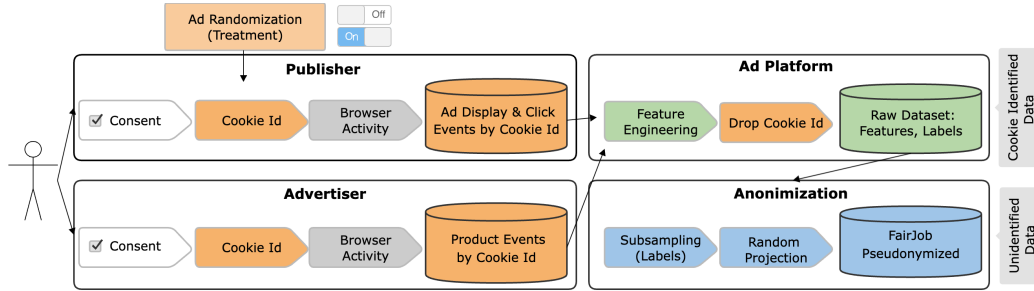 Ad Randomization
(Treatment)
Off
On
Publisher
Consent
Cookie Id
Browser
Activity
Ad Display & Click
Events by Cookie Id
Ad Platform
Feature
Engineering
Drop Cookie Id
Raw Dataset:
Features, Labels
Cookie Identified
Data
Advertiser
Consent
Cookie Id
Browser
Activity
Product Events
by Cookie Id
Anonimization
Subsampling
(Labels)
Random
Projection
FairJob
Pseudonymized
Unidentified
Data